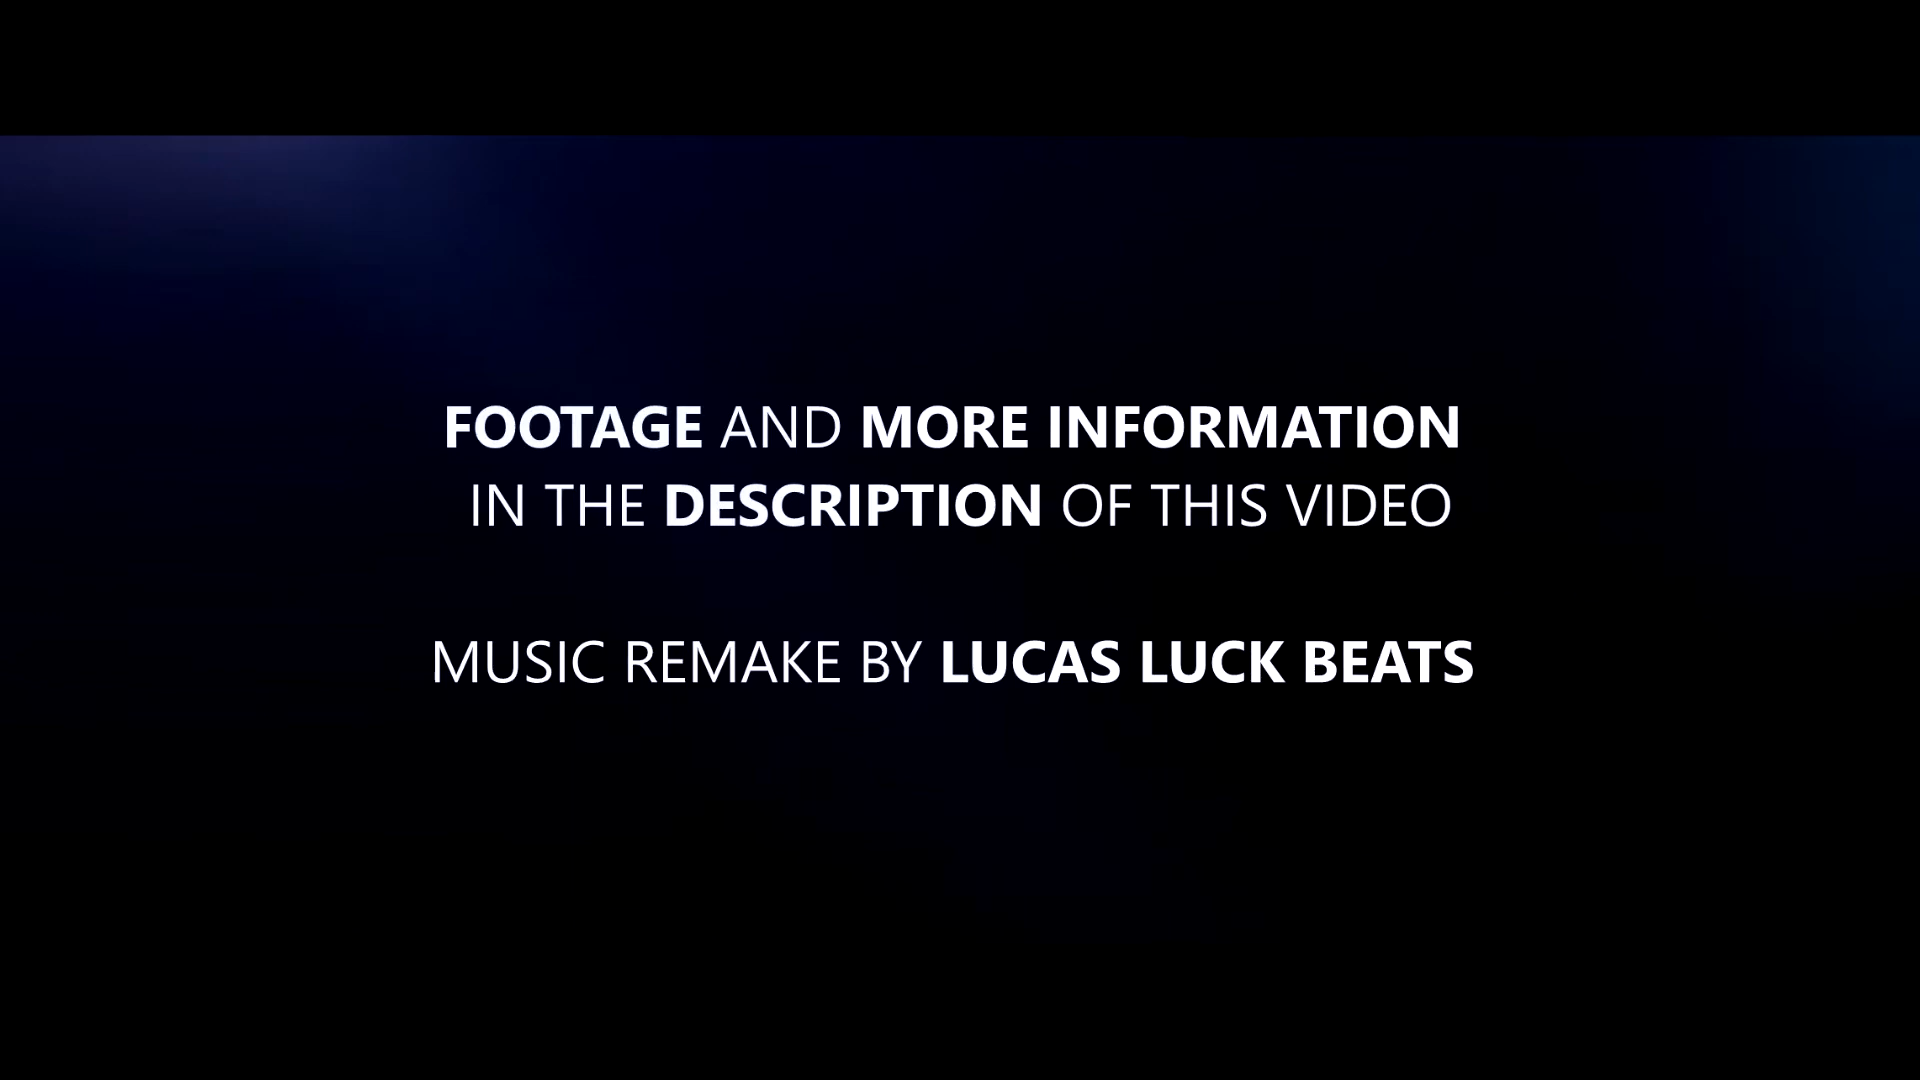 FOOTAGE AND MORE INFORMATION
IN THE DESCRIPTION OF THIS VIDEO
MUSIC REMAKE BY LUCAS LUCK BEATS